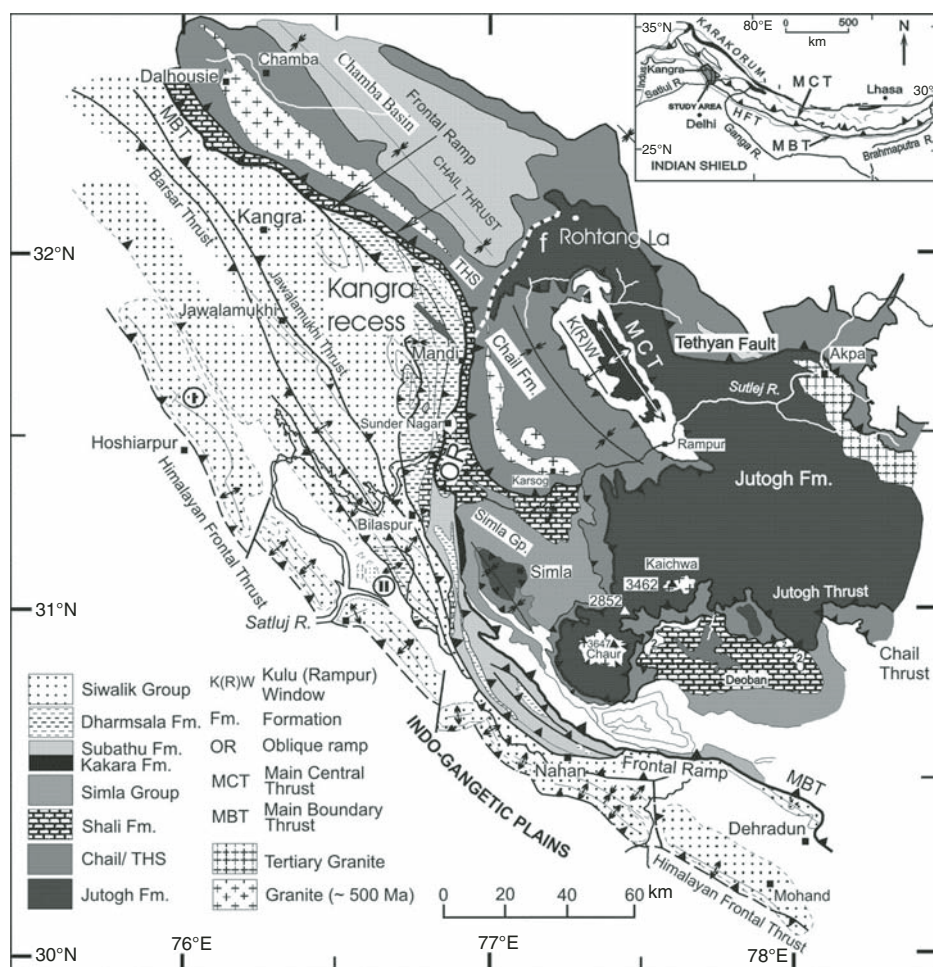 35°N
80°E
0 500
km
N
KARAKORUM
Kangra
Indus
Satluj R.
MCT
Lhasa
30°
STUDY AREA
Delhi
HFT
MBT
Ganga R.
Brahmaputra R.
25°N
INDIAN SHIELD
Chamba
Dalhousie
Chamba Basin
Frontal Ramp
CHAIL THRUST
MBT
Barsar Thrust
Kangra
32°N
THS
f
Rohtang La
Kangra
recess
Jawalamukhi
Jawalamukhi Thrust
Mandi
Chail Fm.
K(R)W
MCT
Tethyan Fault
Akpa
Sutlej R.
Sunder Nagar
Rampur
I
Hoshiarpur
OR
Karsog
Jutogh Fm.
Himalayan Frontal Thrust
Bilaspur
Simla Gp.
Simla
Kaichwa
3462
2852
II
31°N
Satluj R.
Jutogh Thrust
3647
Chaur
2
2
Deoban
Chail
Thrust
Siwalik Group
Dharmsala Fm.
Subathu Fm.
Kakara Fm.
Simla Group
Shali Fm.
Chail/ THS
Jutogh Fm.
K(R)W Kulu (Rampur)
Window
Fm. Formation
OR Oblique ramp
MCT Main Central
Thrust
MBT Main Boundary
Thrust
Tertiary Granite
Granite (~ 500 Ma)
INDO-GANGETIC PLAINS
Nahan
Frontal Ramp
MBT
Dehradun
Mohand
Himalayan Frontal Thrust
0 20 40 60 km
30°N
76°E
77°E
78°E